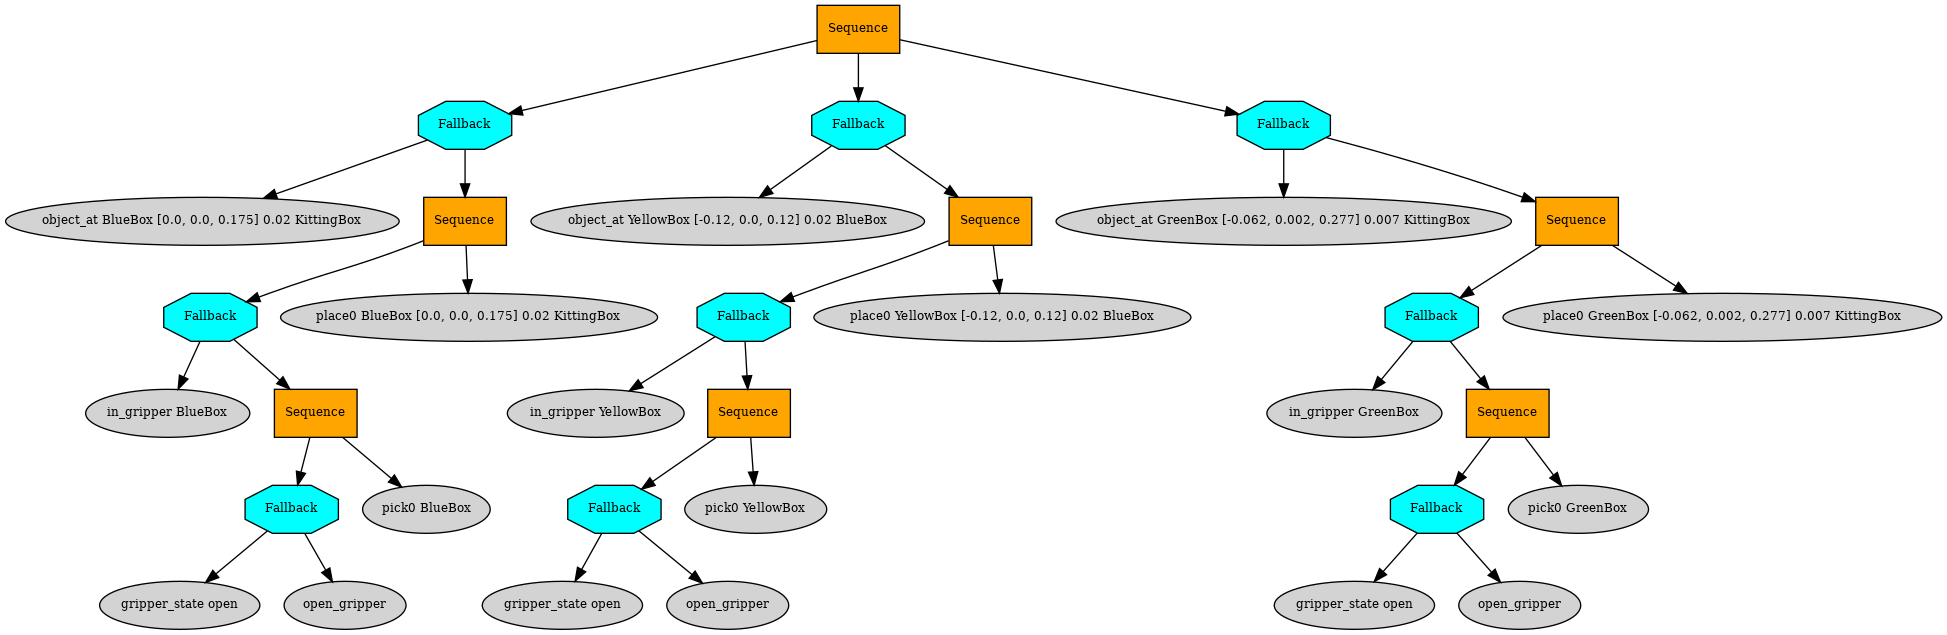 Sequence
Fallback
Fallback
Fallback
object_at BlueBox [0.0, 0.0, 0.175] 0.02 KittingBox
Sequence
object_at YellowBox [-0.12, 0.0, 0.12] 0.02 BlueBox
Sequence
object_at GreenBox [-0.062, 0.002, 0.277] 0.007 KittingBox
Sequence
Fallback
place0 BlueBox [0.0, 0.0, 0.175] 0.02 KittingBox
Fallback
place0 YellowBox [-0.12, 0.0, 0.12] 0.02 BlueBox
Fallback
place0 GreenBox [-0.062, 0.002, 0.277] 0.007 KittingBox
in_gripper BlueBox
Sequence
in_gripper YellowBox
Sequence
in_gripper GreenBox
Sequence
Fallback
pick0 BlueBox
Fallback
pick0 YellowBox
Fallback
pick0 GreenBox
gripper_state open
open_gripper
gripper_state open
open_gripper
gripper_state open
open_gripper